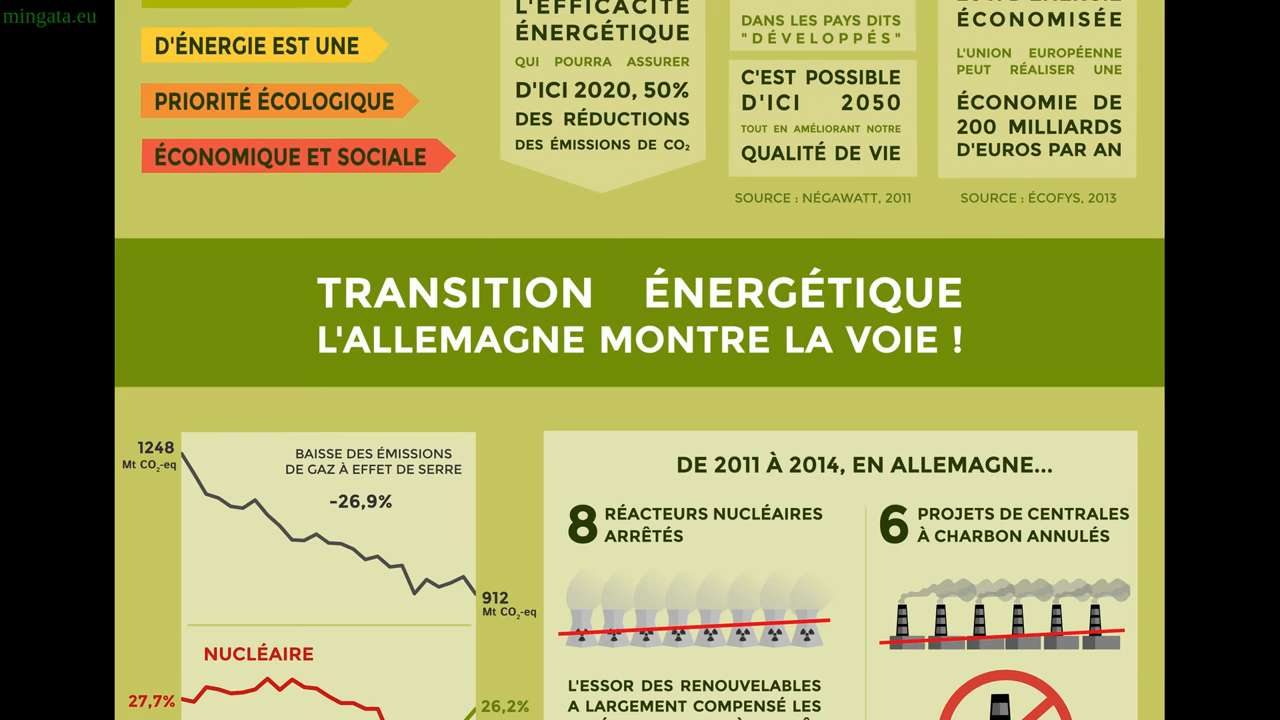 mingata.eu
D'ÉNERGIE EST UNE
PRIORITÉ ÉCOLOGIQUE
ÉCONOMIQUE ET SOCIALE
L'EFFICACITÉ
ÉNERGÉTIQUE
QUI POURRA ASSURER
D'ICI 2020, 50%
DES RÉDUCTIONS
DES ÉMISSIONS DE CO₂
DANS LES PAYS DITS
"DÉVELOPPÉS"
C'EST POSSIBLE
D'ICI 2050
TOUT EN AMÉLIORANT NOTRE
QUALITÉ DE VIE
SOURCE : NÉGAWATT, 2011
ÉCONOMISÉE
L'UNION EUROPÉENNE
PEUT RÉALISER UNE
ÉCONOMIE DE
200 MILLIARDS
D'EUROS PAR AN
SOURCE : ÉCOFYS, 2013
TRANSITION ÉNERGÉTIQUE
L'ALLEMAGNE MONTRE LA VOIE !
1248
Mt CO₂-eq
BAISSE DES ÉMISSIONS
DE GAZ À EFFET DE SERRE
-26,9%
912
Mt CO₂-eq
NUCLÉAIRE
27,7%
26,2%
DE 2011 À 2014, EN ALLEMAGNE...
8 RÉACTEURS NUCLÉAIRES
ARRÊTÉS
6 PROJETS DE CENTRALES
À CHARBON ANNULÉS
L'ESSOR DES RENOUVELABLES
A LARGEMENT COMPENSÉ LES